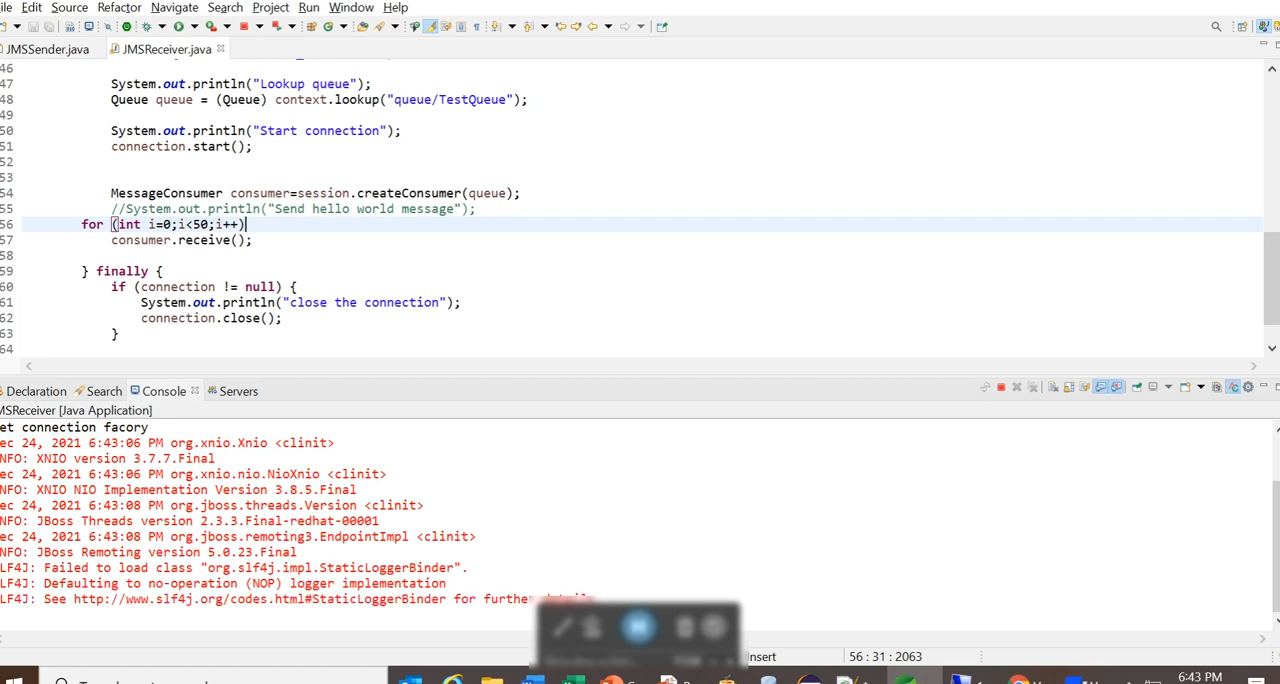 ile Edit Source Refactor Navigate Search Project Run Window Help
JMSSender.java JMSReceiver.java
46
47 System.out.println("Lookup queue");
48 Queue queue = (Queue) context.lookup("queue/TestQueue");
49
50 System.out.println("Start connection");
51 connection.start();
52
53
54 MessageConsumer consumer=session.createConsumer(queue);
55 //System.out.println("Send hello world message");
56 for (int i=0;i<50;i++)
57 consumer.receive();
58
59 } finally {
60 if (connection != null) {
61 System.out.println("close the connection");
62 connection.close();
63 }
64
Declaration Search Console Servers
MSReceiver [Java Application]
et connection facory
ec 24, 2021 6:43:06 PM org.xnio.Xnio <clinit>
NFO: XNIO version 3.7.7.Final
ec 24, 2021 6:43:06 PM org.xnio.nio.NioXnio <clinit>
NFO: XNIO NIO Implementation Version 3.8.5.Final
ec 24, 2021 6:43:08 PM org.jboss.threads.Version <clinit>
NFO: JBoss Threads version 2.3.3.Final-redhat-00001
ec 24, 2021 6:43:08 PM org.jboss.remoting3.EndpointImpl <clinit>
NFO: JBoss Remoting version 5.0.23.Final
LF4J: Failed to load class "org.slf4j.impl.StaticLoggerBinder".
LF4J: Defaulting to no-operation (NOP) logger implementation
LF4J: See http://www.slf4j.org/codes.html#StaticLoggerBinder for further
nsert 56 : 31 : 2063
6:43 PM